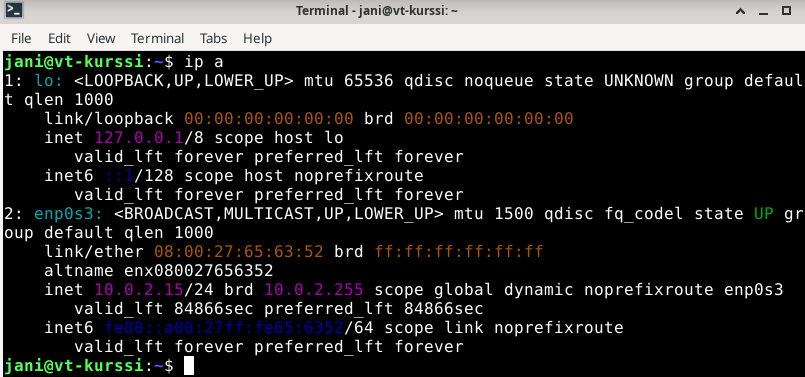 Terminal - jani@vt-kurssi: ~
File Edit View Terminal Tabs Help
jani@vt-kurssi:~$ ip a
1: lo: <LOOPBACK,UP,LOWER_UP> mtu 65536 qdisc noqueue state UNKNOWN group defaul
t qlen 1000
    link/loopback 00:00:00:00:00:00 brd 00:00:00:00:00:00
    inet 127.0.0.1/8 scope host lo
       valid_lft forever preferred_lft forever
    inet6 ::1/128 scope host noprefixroute
       valid_lft forever preferred_lft forever
2: enp0s3: <BROADCAST,MULTICAST,UP,LOWER_UP> mtu 1500 qdisc fq_codel state UP gr
oup default qlen 1000
    link/ether 08:00:27:65:63:52 brd ff:ff:ff:ff:ff:ff
    altname enx080027656352
    inet 10.0.2.15/24 brd 10.0.2.255 scope global dynamic noprefixroute enp0s3
       valid_lft 84866sec preferred_lft 84866sec
    inet6 fe80::a00:27ff:fe65:6352/64 scope link noprefixroute
       valid_lft forever preferred_lft forever
jani@vt-kurssi:~$